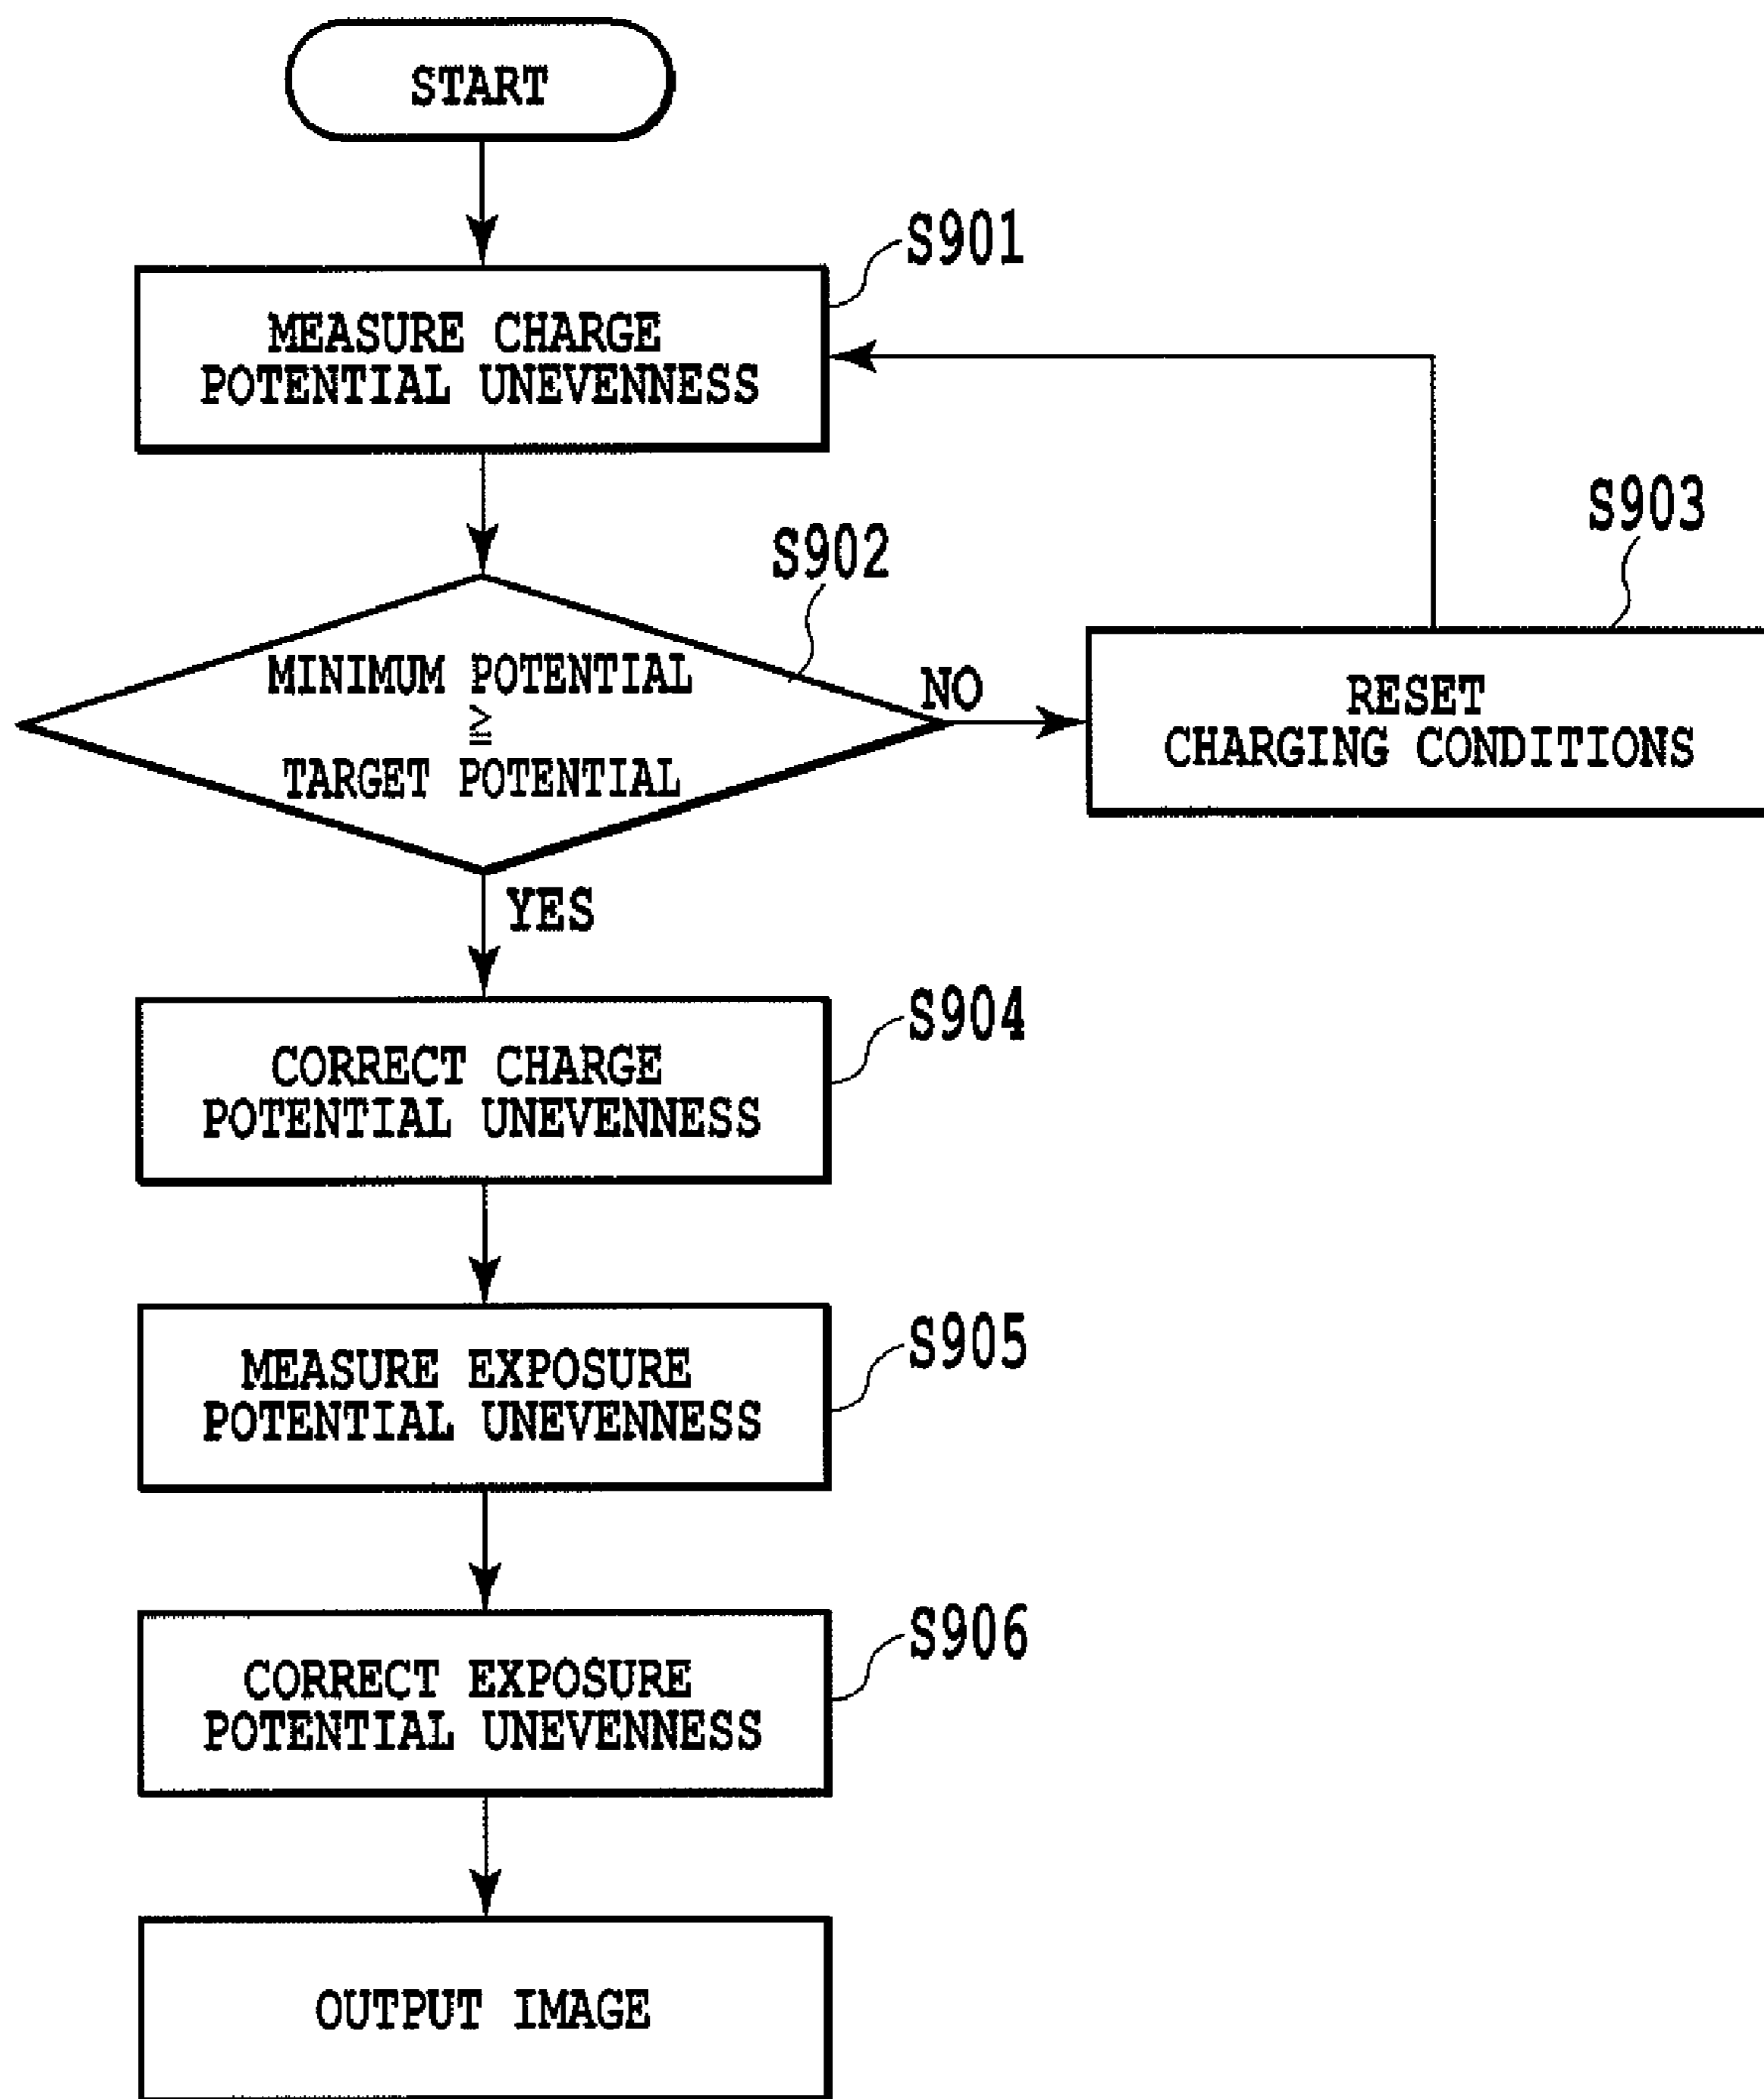 START
S901
MEASURE CHARGE
POTENTIAL UNEVENNESS
S902
MINIMUM POTENTIAL
≧
TARGET POTENTIAL
NO
S903
RESET
CHARGING CONDITIONS
YES
S904
CORRECT CHARGE
POTENTIAL UNEVENNESS
S905
MEASURE EXPOSURE
POTENTIAL UNEVENNESS
S906
CORRECT EXPOSURE
POTENTIAL UNEVENNESS
OUTPUT IMAGE